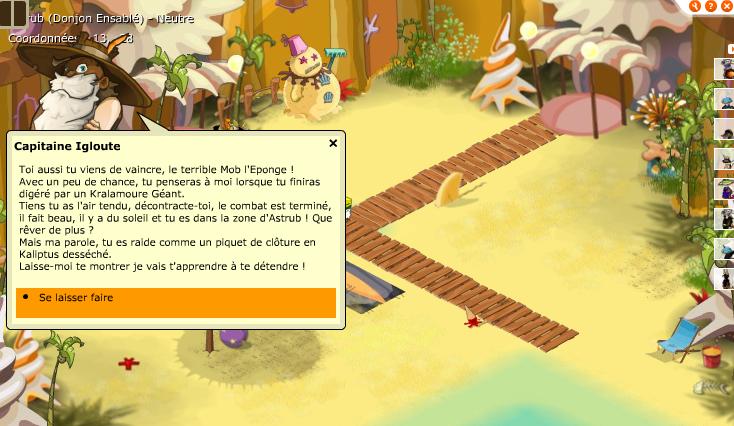 rub (Donjon Ensablé) - Neutre
Coordonnées 13,
Capitaine Igloute
Toi aussi tu viens de vaincre, le terrible Mob l'Eponge !
Avec un peu de chance, tu penseras à moi lorsque tu finiras
digéré par un Kralamoure Géant.
Tiens tu as l'air tendu, décontracte-toi, le combat est terminé,
il fait beau, il y a du soleil et tu es dans la zone d'Astrub ! Que
rêver de plus ?
Mais ma parole, tu es raide comme un piquet de clôture en
Kaliptus desséché.
Laisse-moi te montrer je vais t'apprendre à te détendre !
Se laisser faire